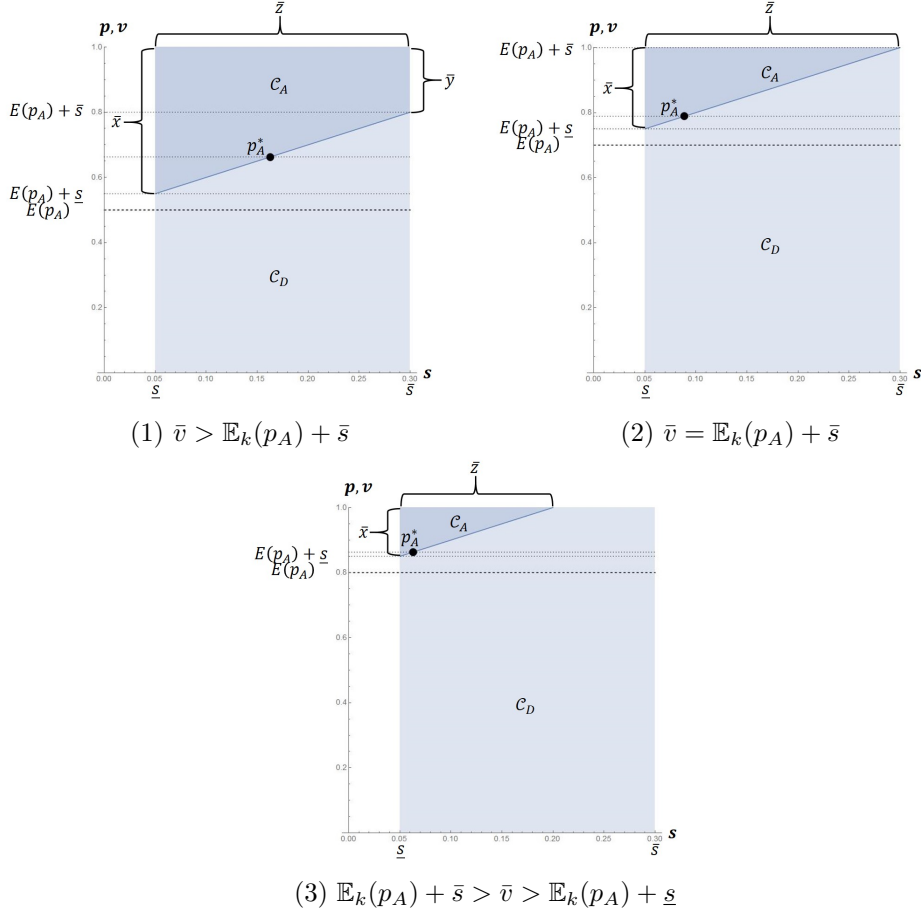 z̄
p, v
1.0
C_A
ȳ
E(p_A) + s̄
0.8
x̄
p_A^*
0.6
E(p_A) + s̲
E(p_A)
0.4
C_D
0.2
0.00 0.05 0.10 0.15 0.20 0.25 0.30 s
s̲ s̄
(1) v̄ > 𝔼_k(p_A) + s̄
z̄
p, v
E(p_A) + s̄ 1.0
C_A
x̄
p_A^*
0.8
E(p_A) + s̲
E(p_A)
0.6
0.4
C_D
0.2
0.00 0.05 0.10 0.15 0.20 0.25 0.30 s
s̲ s̄
(2) v̄ = 𝔼_k(p_A) + s̄
z̄
p, v
1.0
C_A
x̄
p_A^*
E(p_A) + s̲
E(p_A) 0.8
0.6
0.4
C_D
0.2
0.00 0.05 0.10 0.15 0.20 0.25 0.30 s
s̲ s̄
(3) 𝔼_k(p_A) + s̄ > v̄ > 𝔼_k(p_A) + s̲